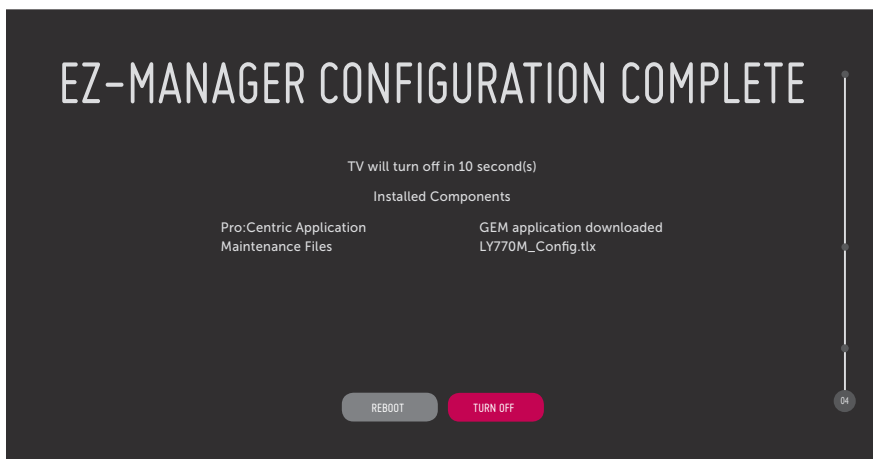 EZ-MANAGER CONFIGURATION COMPLETE
TV will turn off in 10 second(s)
Installed Components
Pro:Centric Application GEM application downloaded
Maintenance Files LY770M_Config.tlx
REBOOT TURN OFF
04